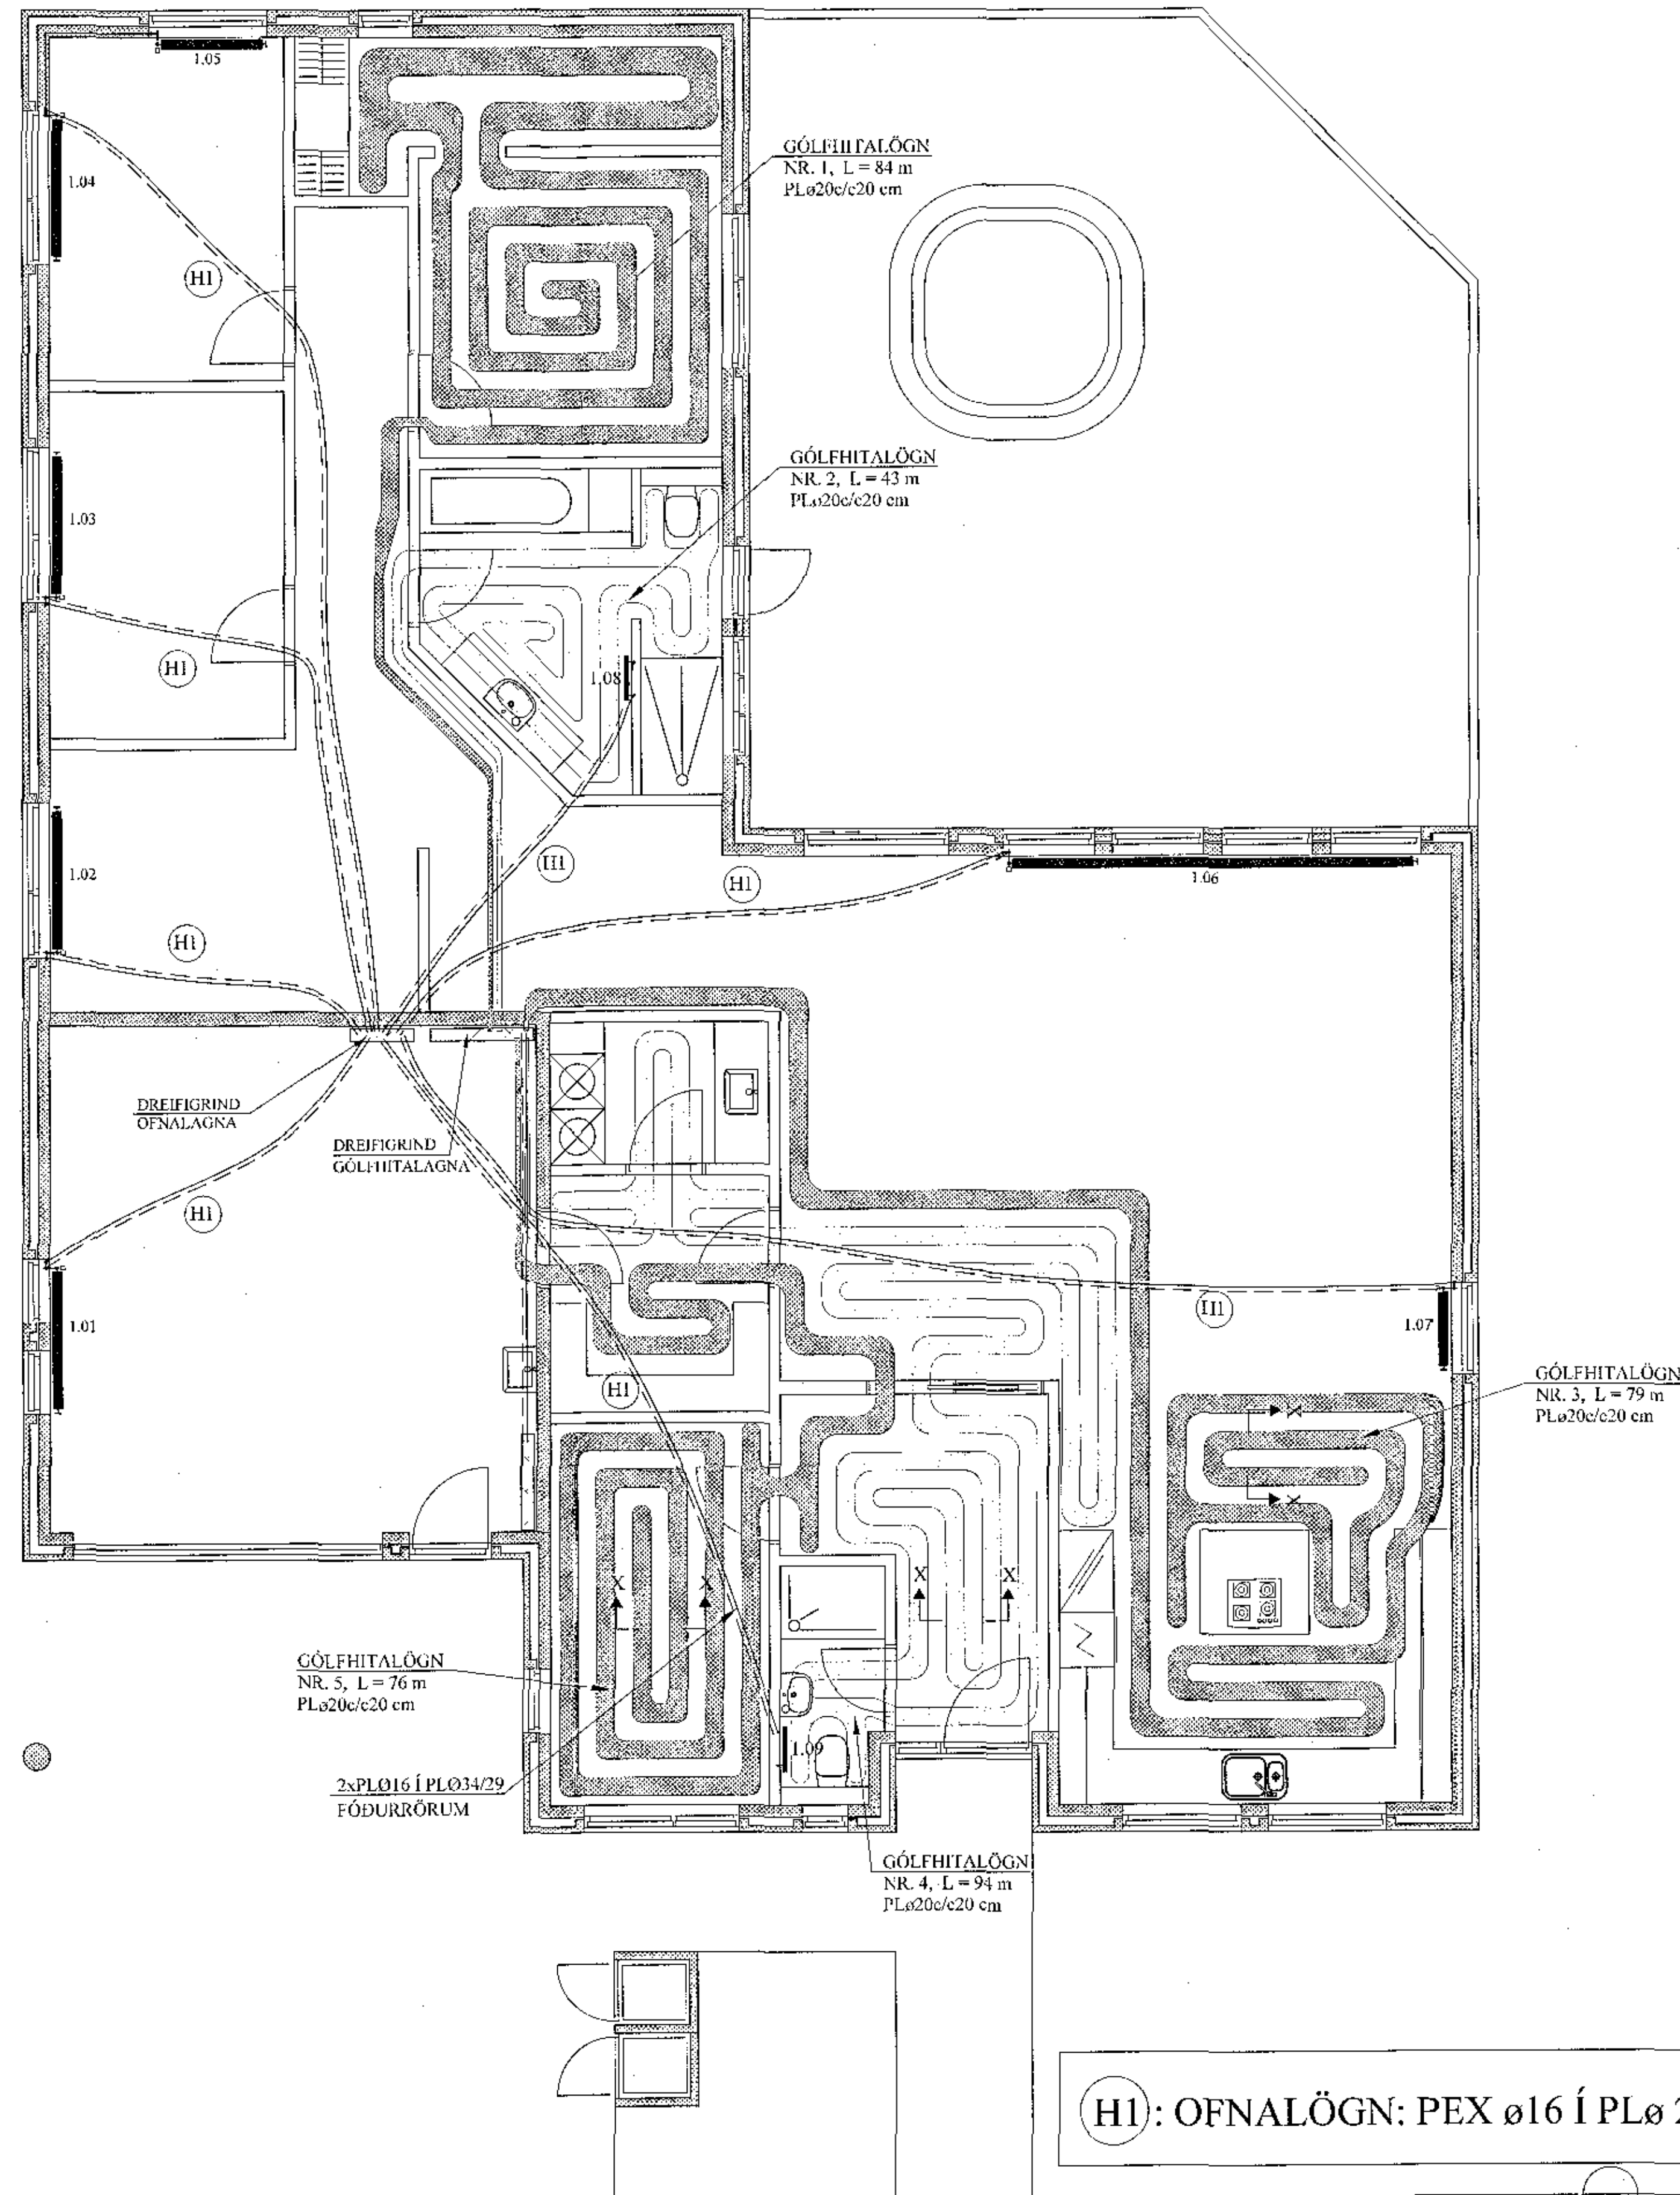 1.05
GÓLFHITALÖGN
NR. 1, L = 84 m
PLø20c/c20 cm
1.04
H1
GÓLFHITALÖGN
NR. 2, L = 43 m
PLø20c/c20 cm
1.03
H1
1.08
H1
H1
1.02
1.06
H1
DREIFIGRIND
OFNALAGNA
DREIFIGRIND
GÓLFHITALAGNA
H1
1.01
H1
1.07
H1
GÓLFHITALÖGN
NR. 3, L = 79 m
PLø20c/c20 cm
X
X
X
X
X
X
GÓLFHITALÖGN
NR. 5, L = 76 m
PLø20c/c20 cm
1.09
2xPLØ16 Í PLØ34/29
FÓÐURRÖRUM
GÓLFHITALÖGN
NR. 4, L = 94 m
PLø20c/c20 cm
H1: OFNALÖGN: PEX ø16 Í PLø